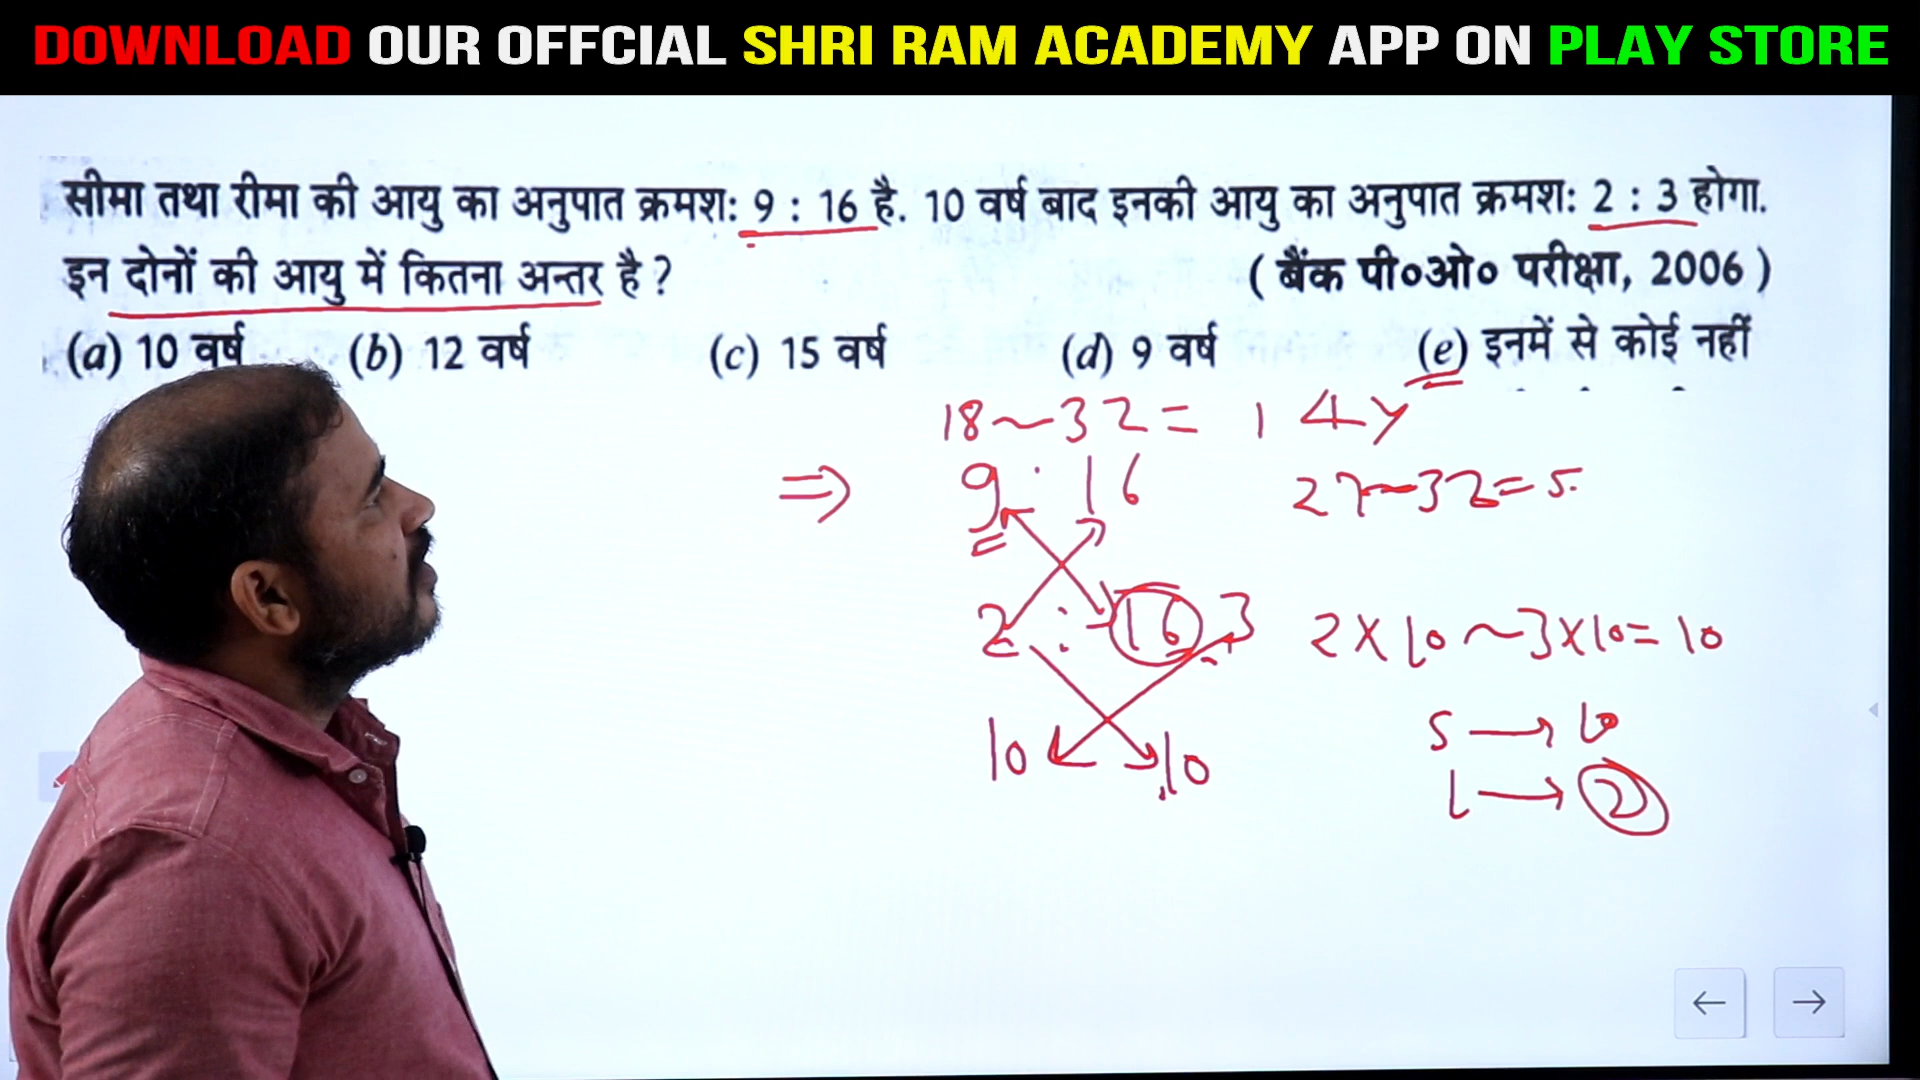 DOWNLOAD OUR OFFCIAL SHRI RAM ACADEMY APP ON PLAY STORE
सीमा तथा रीमा की आयु का अनुपात क्रमश: 9 : 16 है. 10 वर्ष बाद इनकी आयु का अनुपात क्रमश: 2 : 3 होगा.
इन दोनों की आयु में कितना अन्तर है ?
( बैंक पी०ओ० परीक्षा, 2006 )
(a) 10 वर्ष (b) 12 वर्ष (c) 15 वर्ष (d) 9 वर्ष (e) इनमें से कोई नहीं
18 ~ 32 = 14y
⇒ 9 : 16 27 ~ 32 = 5
2 : 16 3 2 × 10 ~ 3 × 10 = 10
10 10
5 → 10
1 → 2
← →